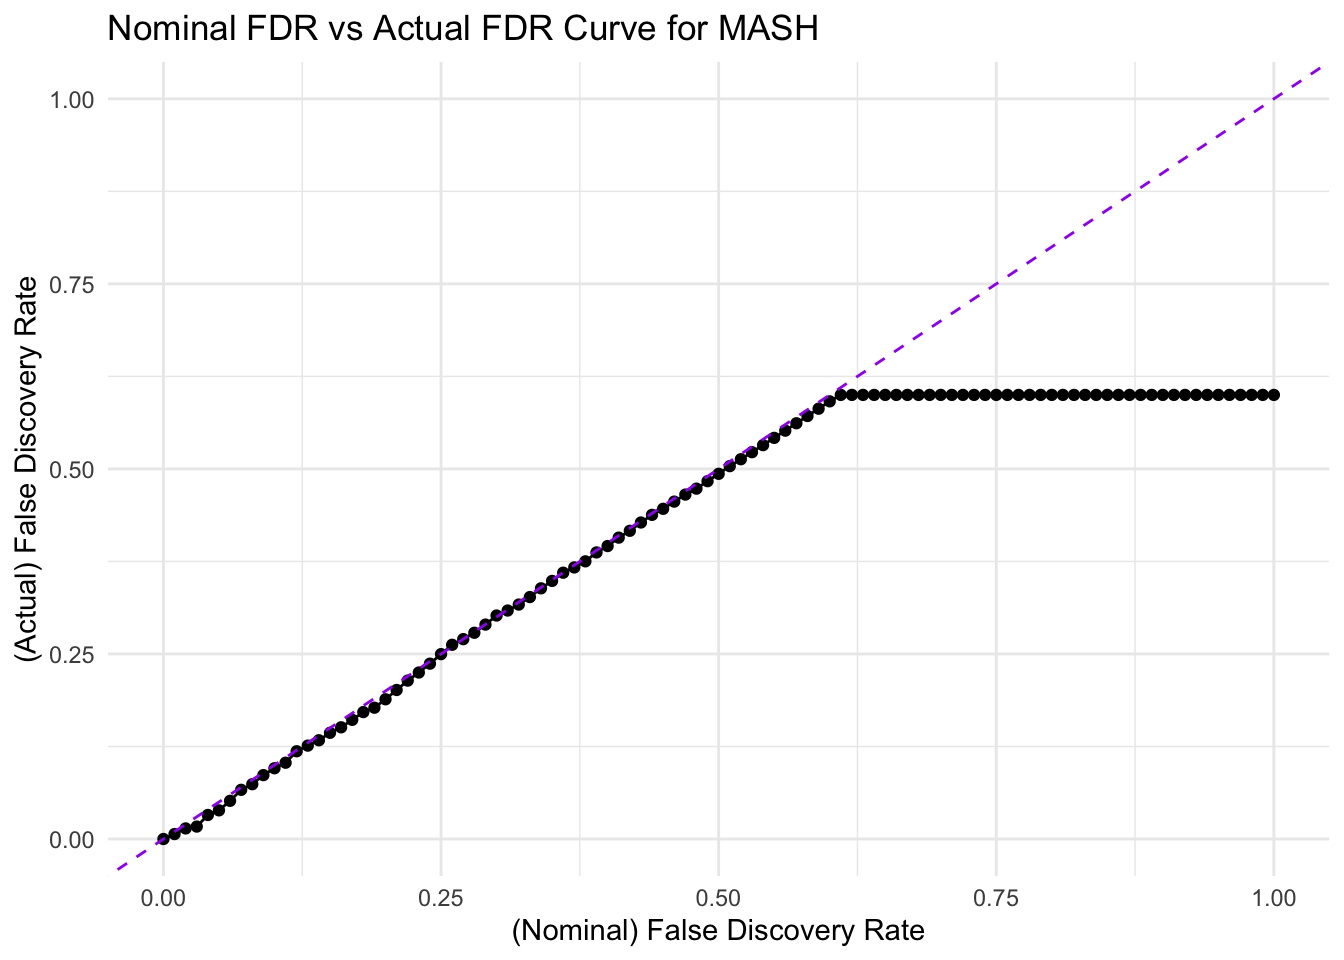 Nominal FDR vs Actual FDR Curve for MASH
(Actual) False Discovery Rate
1.00
0.75
0.50
0.25
0.00
0.00 0.25 0.50 0.75 1.00
(Nominal) False Discovery Rate